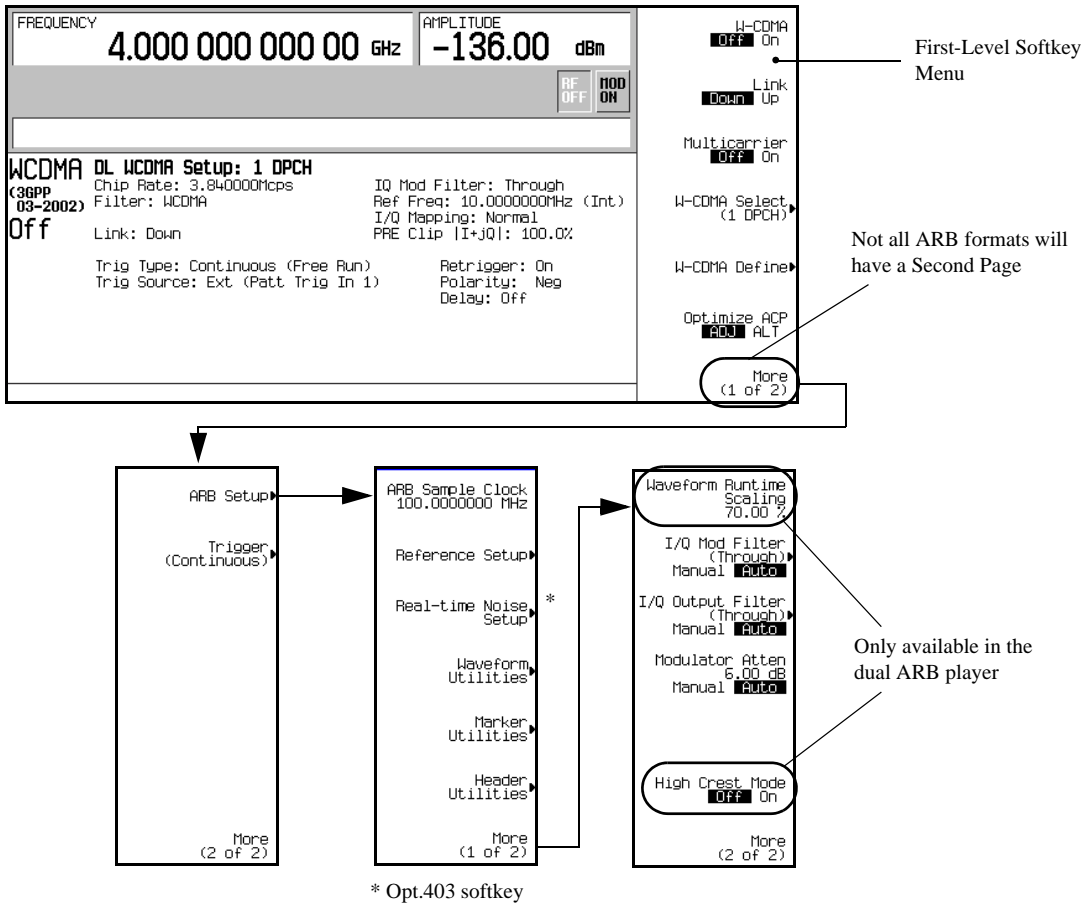 FREQUENCY
4.000 000 000 00 GHz
AMPLITUDE
-136.00 dBm
RF OFF
MOD ON
WCDMA
(3GPP
03-2002)
Off
DL WCDMA Setup: 1 DPCH
Chip Rate: 3.840000Mcps
Filter: WCDMA
Link: Down
IQ Mod Filter: Through
Ref Freq: 10.0000000MHz (Int)
I/Q Mapping: Normal
PRE Clip |I+jQ|: 100.0%
Trig Type: Continuous (Free Run)
Trig Source: Ext (Patt Trig In 1)
Retrigger: On
Polarity: Neg
Delay: Off
W-CDMA
Off On
Link
Down Up
Multicarrier
Off On
W-CDMA Select
(1 DPCH)
W-CDMA Define
Optimize ACP
ADJ ALT
More
(1 of 2)
First-Level Softkey
Menu
Not all ARB formats will
have a Second Page
ARB Setup
Trigger
(Continuous)
More
(2 of 2)
ARB Sample Clock
100.0000000 MHz
Reference Setup
Real-time Noise
Setup
*
Waveform
Utilities
Marker
Utilities
Header
Utilities
More
(1 of 2)
Waveform Runtime
Scaling
70.00 %
I/Q Mod Filter
(Through)
Manual Auto
I/Q Output Filter
(Through)
Manual Auto
Modulator Atten
6.00 dB
Manual Auto
High Crest Mode
Off On
More
(2 of 2)
Only available in the
dual ARB player
* Opt.403 softkey